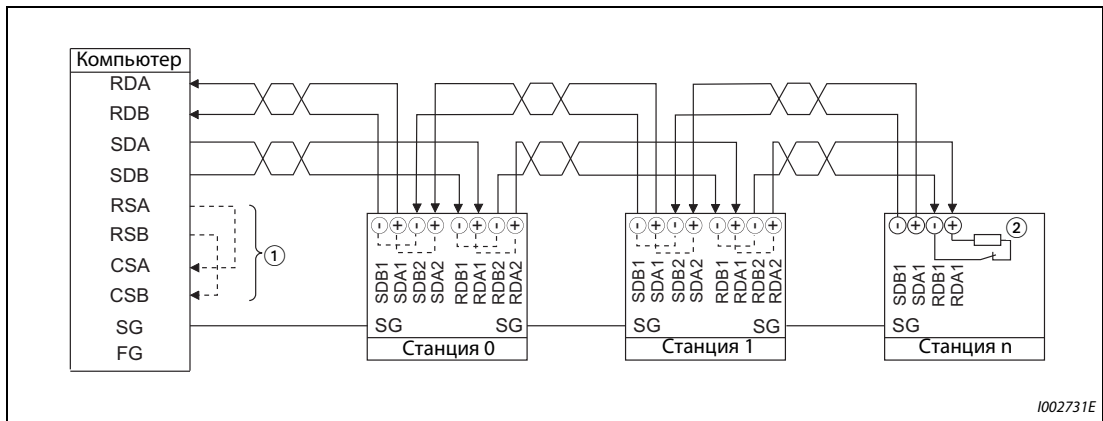 Компьютер
RDA
RDB
SDA
SDB
RSA
RSB
CSA
CSB
SG
FG
1
- + - + - + - +
SDB1 SDA1 SDB2 SDA2 RDB1 RDA1 RDB2 RDA2
SG SG
Станция 0
- + - + - + - +
SDB1 SDA1 SDB2 SDA2 RDB1 RDA1 RDB2 RDA2
SG SG
Станция 1
- + - + 2
SDB1 SDA1 RDB1 RDA1
SG
Станция n
I002731E